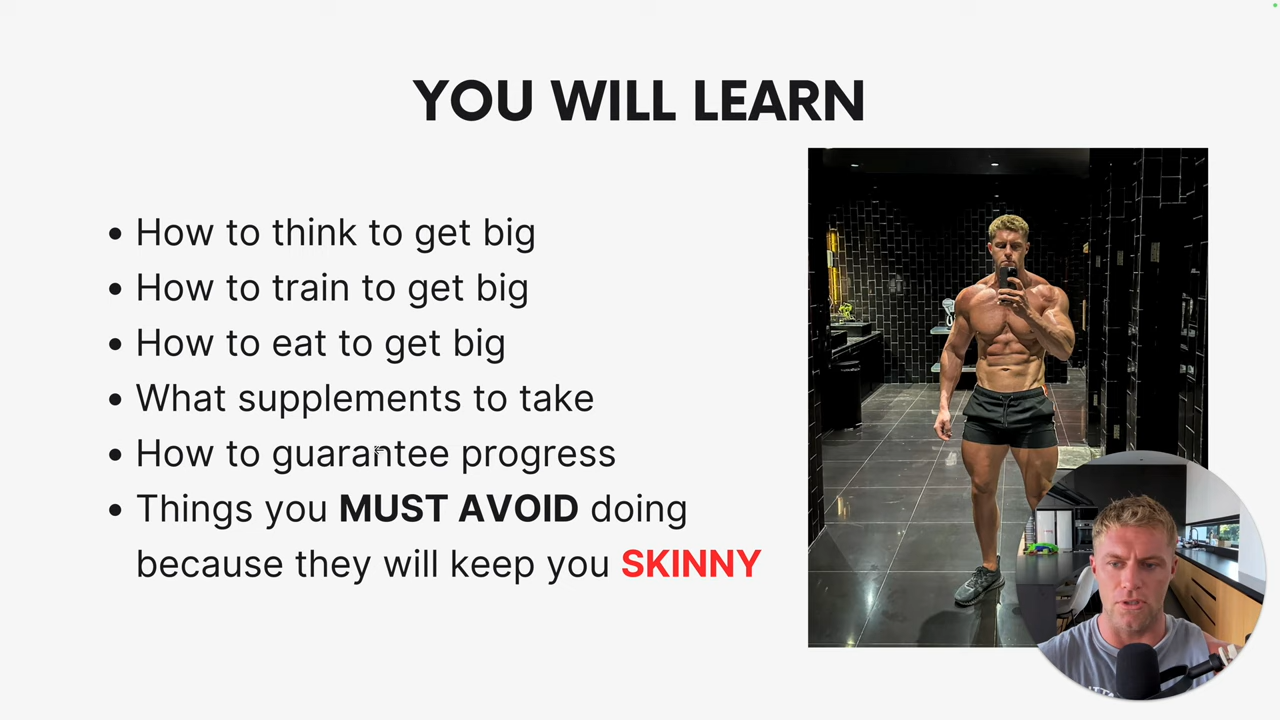 YOU WILL LEARN
• How to think to get big
• How to train to get big
• How to eat to get big
• What supplements to take
• How to guarantee progress
• Things you MUST AVOID doing
because they will keep you SKINNY